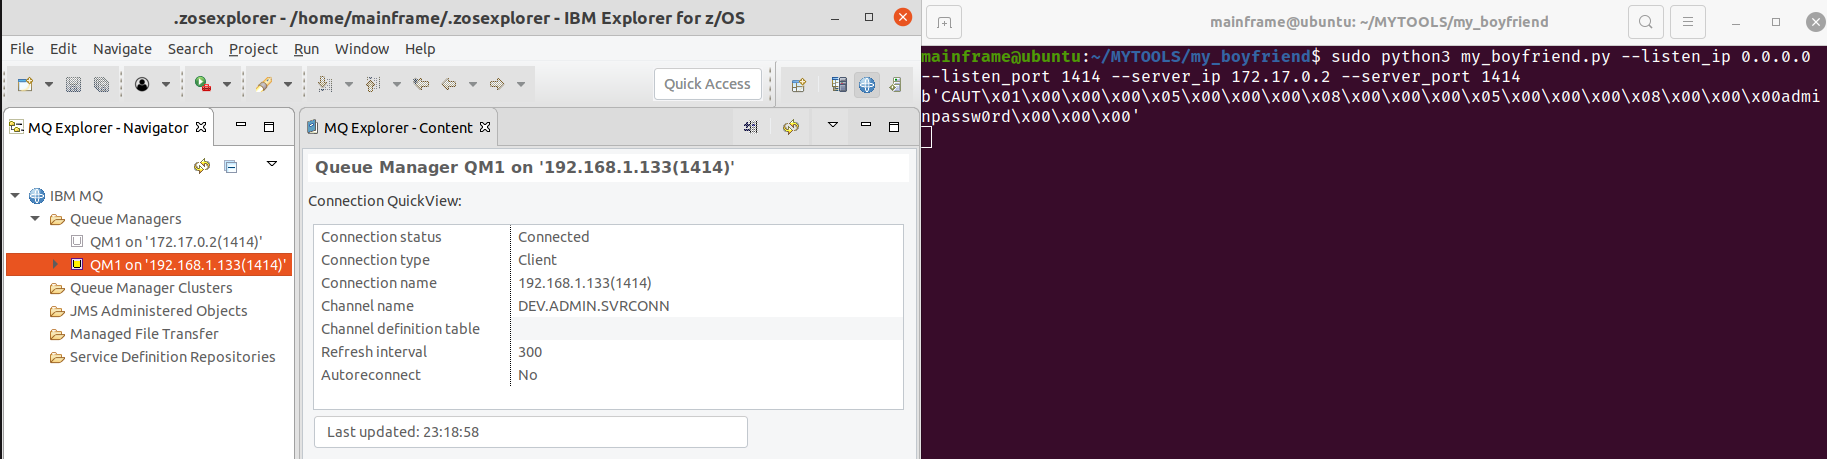 .zosexplorer - /home/mainframe/.zosexplorer - IBM Explorer for z/OS
File Edit Navigate Search Project Run Window Help
Quick Access
MQ Explorer - Navigator
IBM MQ
Queue Managers
QM1 on '172.17.0.2(1414)'
QM1 on '192.168.1.133(1414)'
Queue Manager Clusters
JMS Administered Objects
Managed File Transfer
Service Definition Repositories
MQ Explorer - Content
Queue Manager QM1 on '192.168.1.133(1414)'
Connection QuickView:
Connection status Connected
Connection type Client
Connection name 192.168.1.133(1414)
Channel name DEV.ADMIN.SVRCONN
Channel definition table
Refresh interval 300
Autoreconnect No
Last updated: 23:18:58
mainframe@ubuntu: ~/MYTOOLS/my_boyfriend
mainframe@ubuntu:~/MYTOOLS/my_boyfriend$ sudo python3 my_boyfriend.py --listen_ip 0.0.0.0
--listen_port 1414 --server_ip 172.17.0.2 --server_port 1414
b'CAUT\x01\x00\x00\x00\x05\x00\x00\x00\x08\x00\x00\x00\x05\x00\x00\x00\x08\x00\x00\x00admi
npassw0rd\x00\x00\x00'